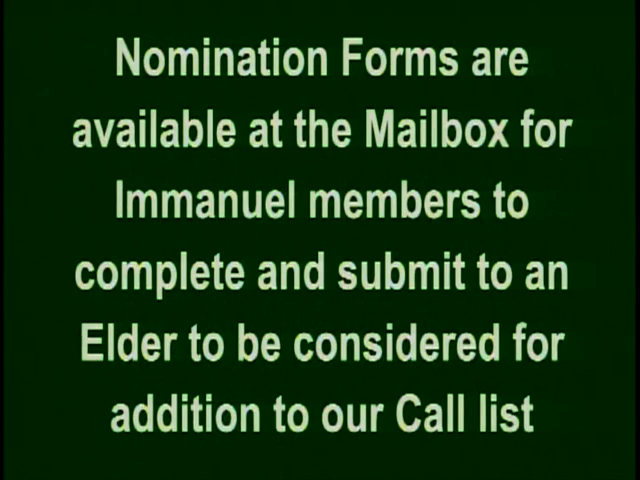 Nomination Forms are
available at the Mailbox for
Immanuel members to
complete and submit to an
Elder to be considered for
addition to our Call list